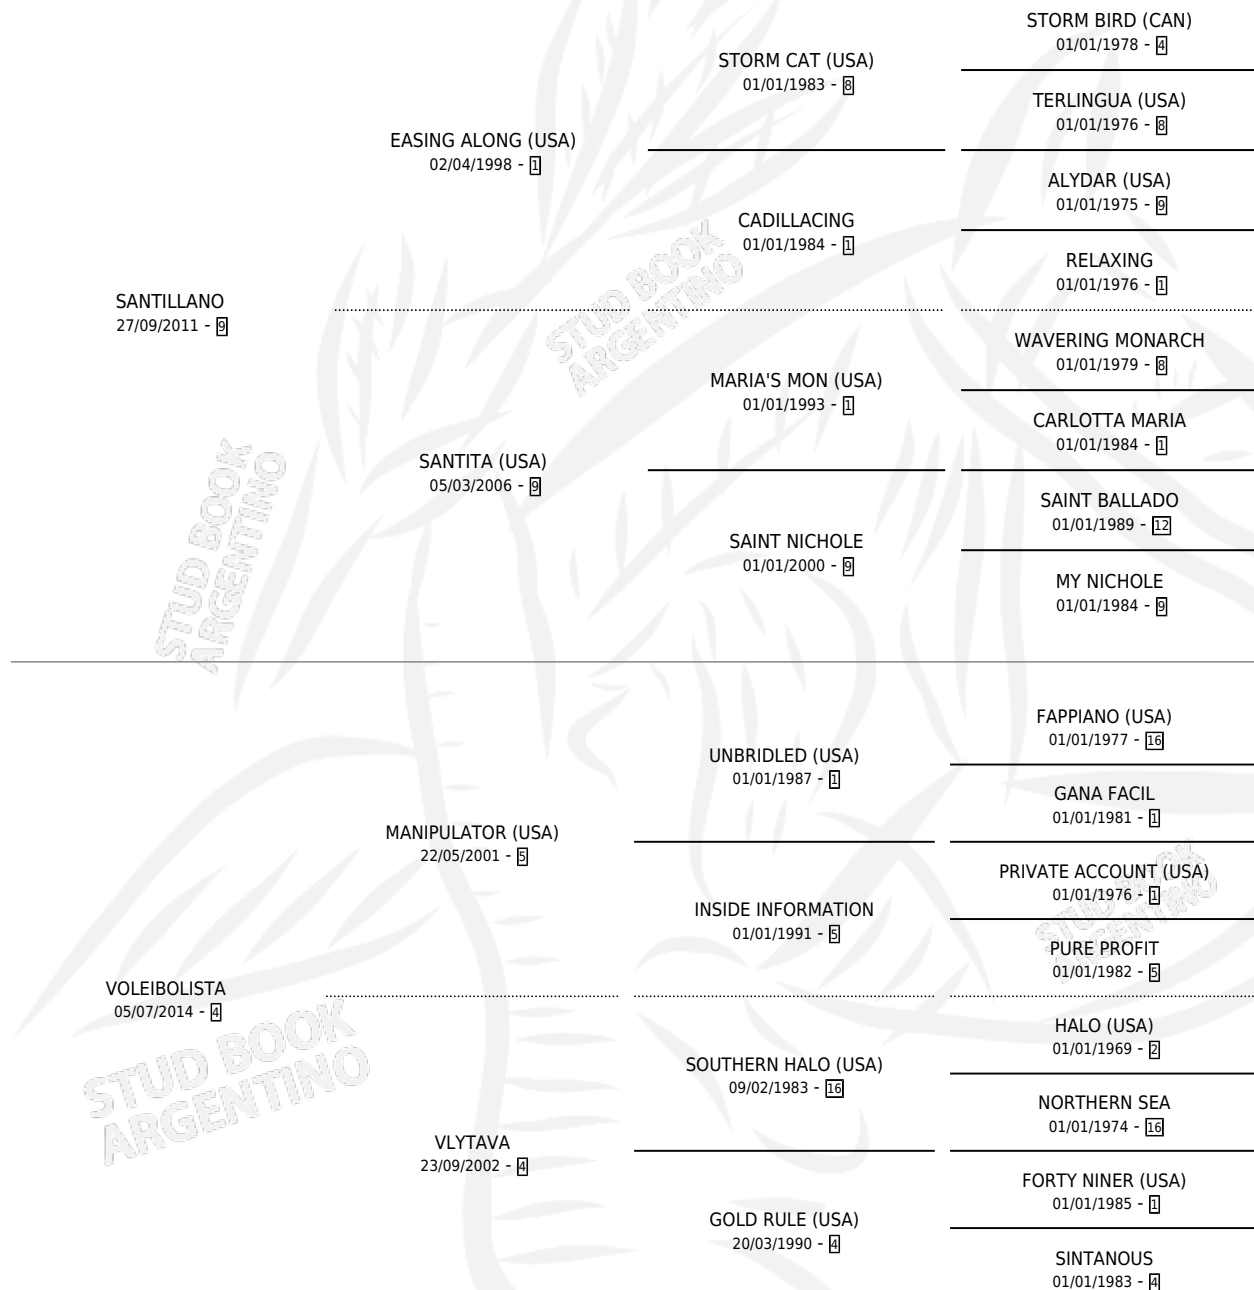 STORM BIRD (CAN)
01/01/1978 - 4
STORM CAT (USA)
01/01/1983 - 8
TERLINGUA (USA)
01/01/1976 - 8
EASING ALONG (USA)
02/04/1998 - 1
ALYDAR (USA)
01/01/1975 - 9
CADILLACING
01/01/1984 - 1
RELAXING
01/01/1976 - 1
SANTILLANO
27/09/2011 - 9
WAVERING MONARCH
01/01/1979 - 8
MARIA'S MON (USA)
01/01/1993 - 1
CARLOTTA MARIA
01/01/1984 - 1
SANTITA (USA)
05/03/2006 - 9
SAINT BALLADO
01/01/1989 - 12
SAINT NICHOLE
01/01/2000 - 9
MY NICHOLE
01/01/1984 - 9
STUD BOOK
ARGENTINO
STUD BOOK
ARGENTINO
FAPPIANO (USA)
01/01/1977 - 16
UNBRIDLED (USA)
01/01/1987 - 1
GANA FACIL
01/01/1981 - 1
MANIPULATOR (USA)
22/05/2001 - 5
PRIVATE ACCOUNT (USA)
01/01/1976 - 1
INSIDE INFORMATION
01/01/1991 - 5
PURE PROFIT
01/01/1982 - 5
VOLEIBOLISTA
05/07/2014 - 4
HALO (USA)
01/01/1969 - 2
SOUTHERN HALO (USA)
09/02/1983 - 16
NORTHERN SEA
01/01/1974 - 16
VLYTAVA
23/09/2002 - 4
FORTY NINER (USA)
01/01/1985 - 1
GOLD RULE (USA)
20/03/1990 - 4
SINTANOUS
01/01/1983 - 4
STUD BOOK
ARGENTINO
STUD BOOK
ARGENTINO